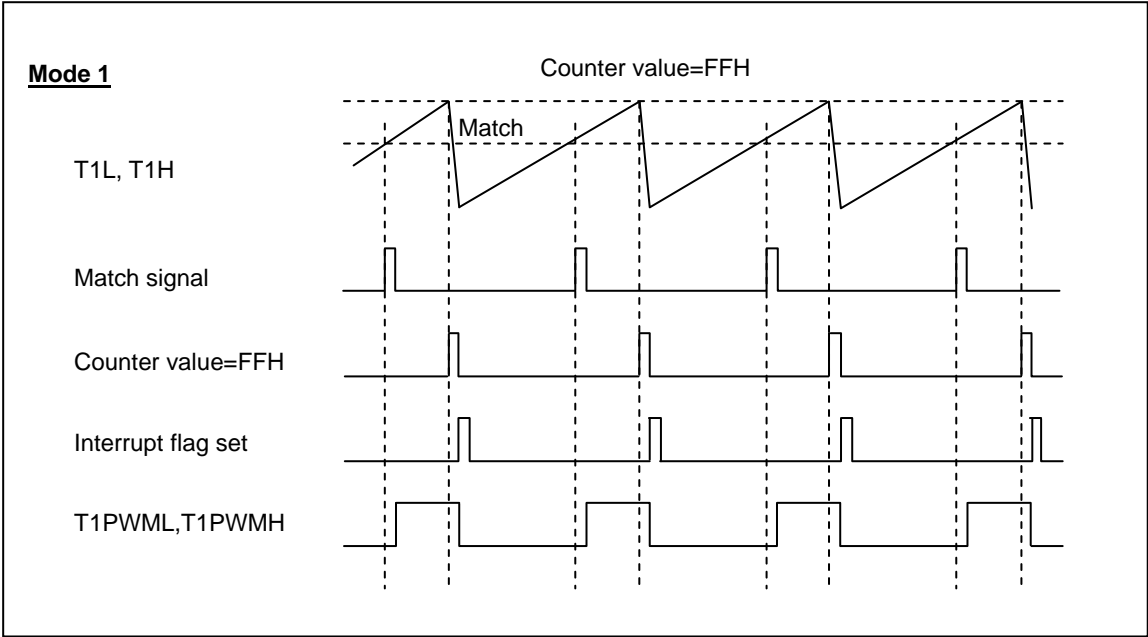 Mode 1
Counter value=FFH
Match
T1L, T1H
Match signal
Counter value=FFH
Interrupt flag set
T1PWML,T1PWMH